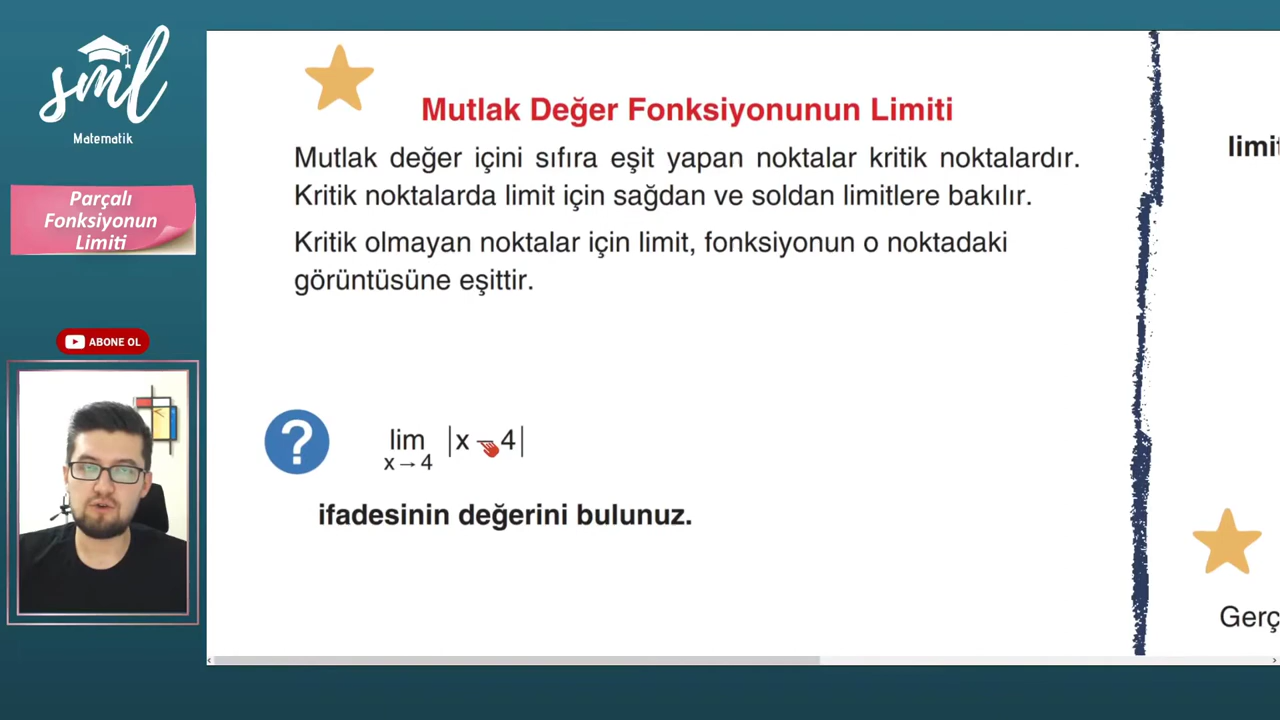 sml
Matematik
Parçalı
Fonksiyonun
Limiti
ABONE OL
Mutlak Değer Fonksiyonunun Limiti
Mutlak değer içini sıfıra eşit yapan noktalar kritik noktalardır.
Kritik noktalarda limit için sağdan ve soldan limitlere bakılır.
Kritik olmayan noktalar için limit, fonksiyonun o noktadaki
görüntüsüne eşittir.
?
lim |x - 4|
x → 4
ifadesinin değerini bulunuz.
limi
Gerç